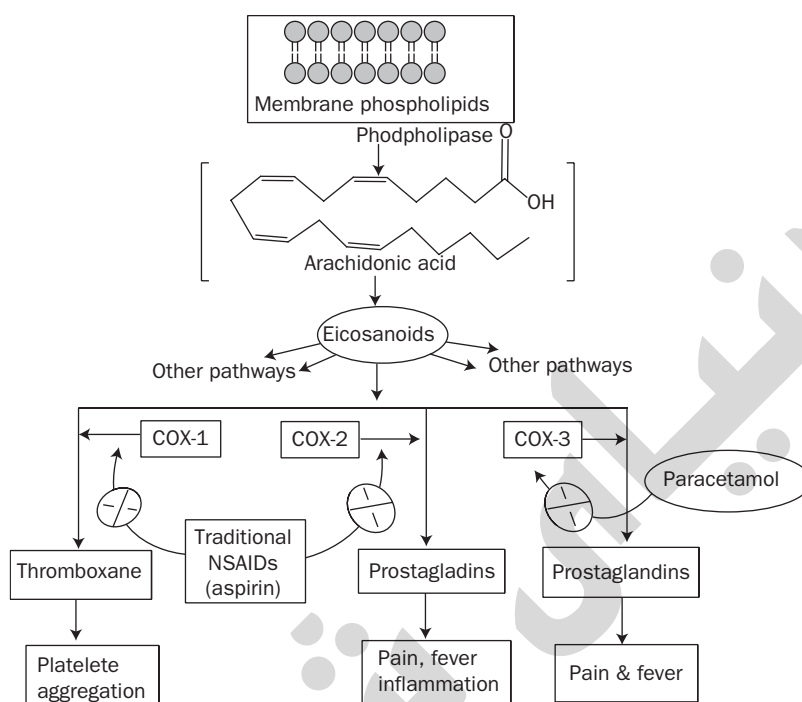 Membrane phospholipids
Phodpholipase
O
OH
Arachidonic acid
Eicosanoids
Other pathways
Other pathways
COX-1
COX-2
COX-3
Paracetamol
Traditional
NSAIDs
(aspirin)
Thromboxane
Prostagladins
Prostaglandins
Platelete
aggregation
Pain, fever
inflammation
Pain & fever